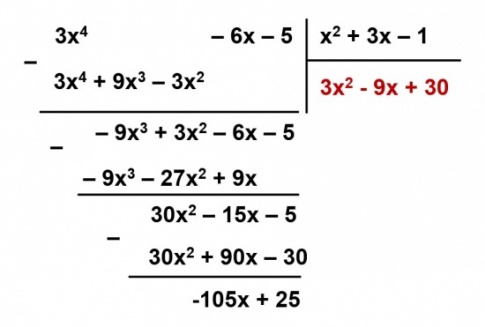 3x⁴ – 6x – 5 x² + 3x – 1
–
3x⁴ + 9x³ – 3x² 3x² - 9x + 30
– 9x³ + 3x² – 6x – 5
–
– 9x³ – 27x² + 9x
30x² – 15x – 5
–
30x² + 90x – 30
-105x + 25